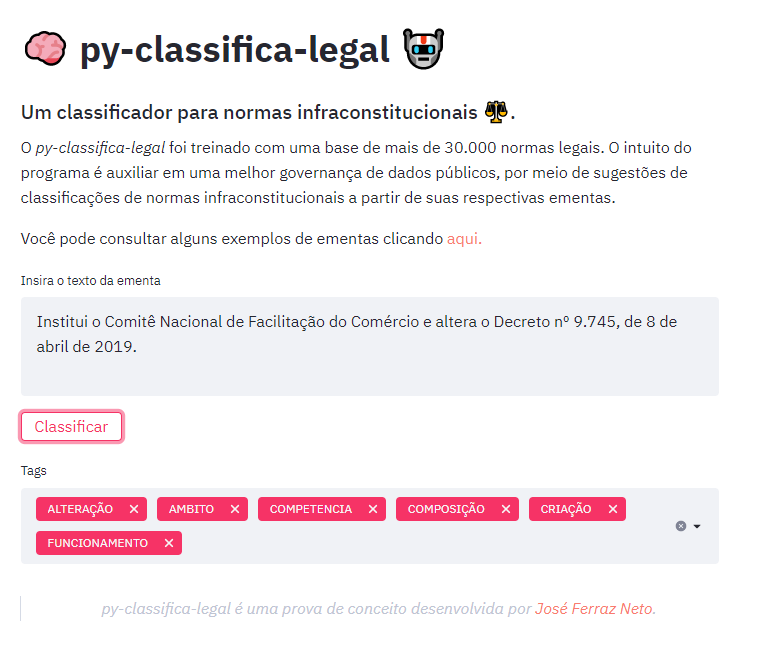 py-classifica-legal
Um classificador para normas infraconstitucionais .
O py-classifica-legal foi treinado com uma base de mais de 30.000 normas legais. O intuito do
programa é auxiliar em uma melhor governança de dados públicos, por meio de sugestões de
classificações de normas infraconstitucionais a partir de suas respectivas ementas.
Você pode consultar alguns exemplos de ementas clicando aqui.
Insira o texto da ementa
Institui o Comitê Nacional de Facilitação do Comércio e altera o Decreto nº 9.745, de 8 de
abril de 2019.
Classificar
Tags
ALTERAÇÃO AMBITO COMPETENCIA COMPOSIÇÃO CRIAÇÃO
FUNCIONAMENTO
py-classifica-legal é uma prova de conceito desenvolvida por José Ferraz Neto.